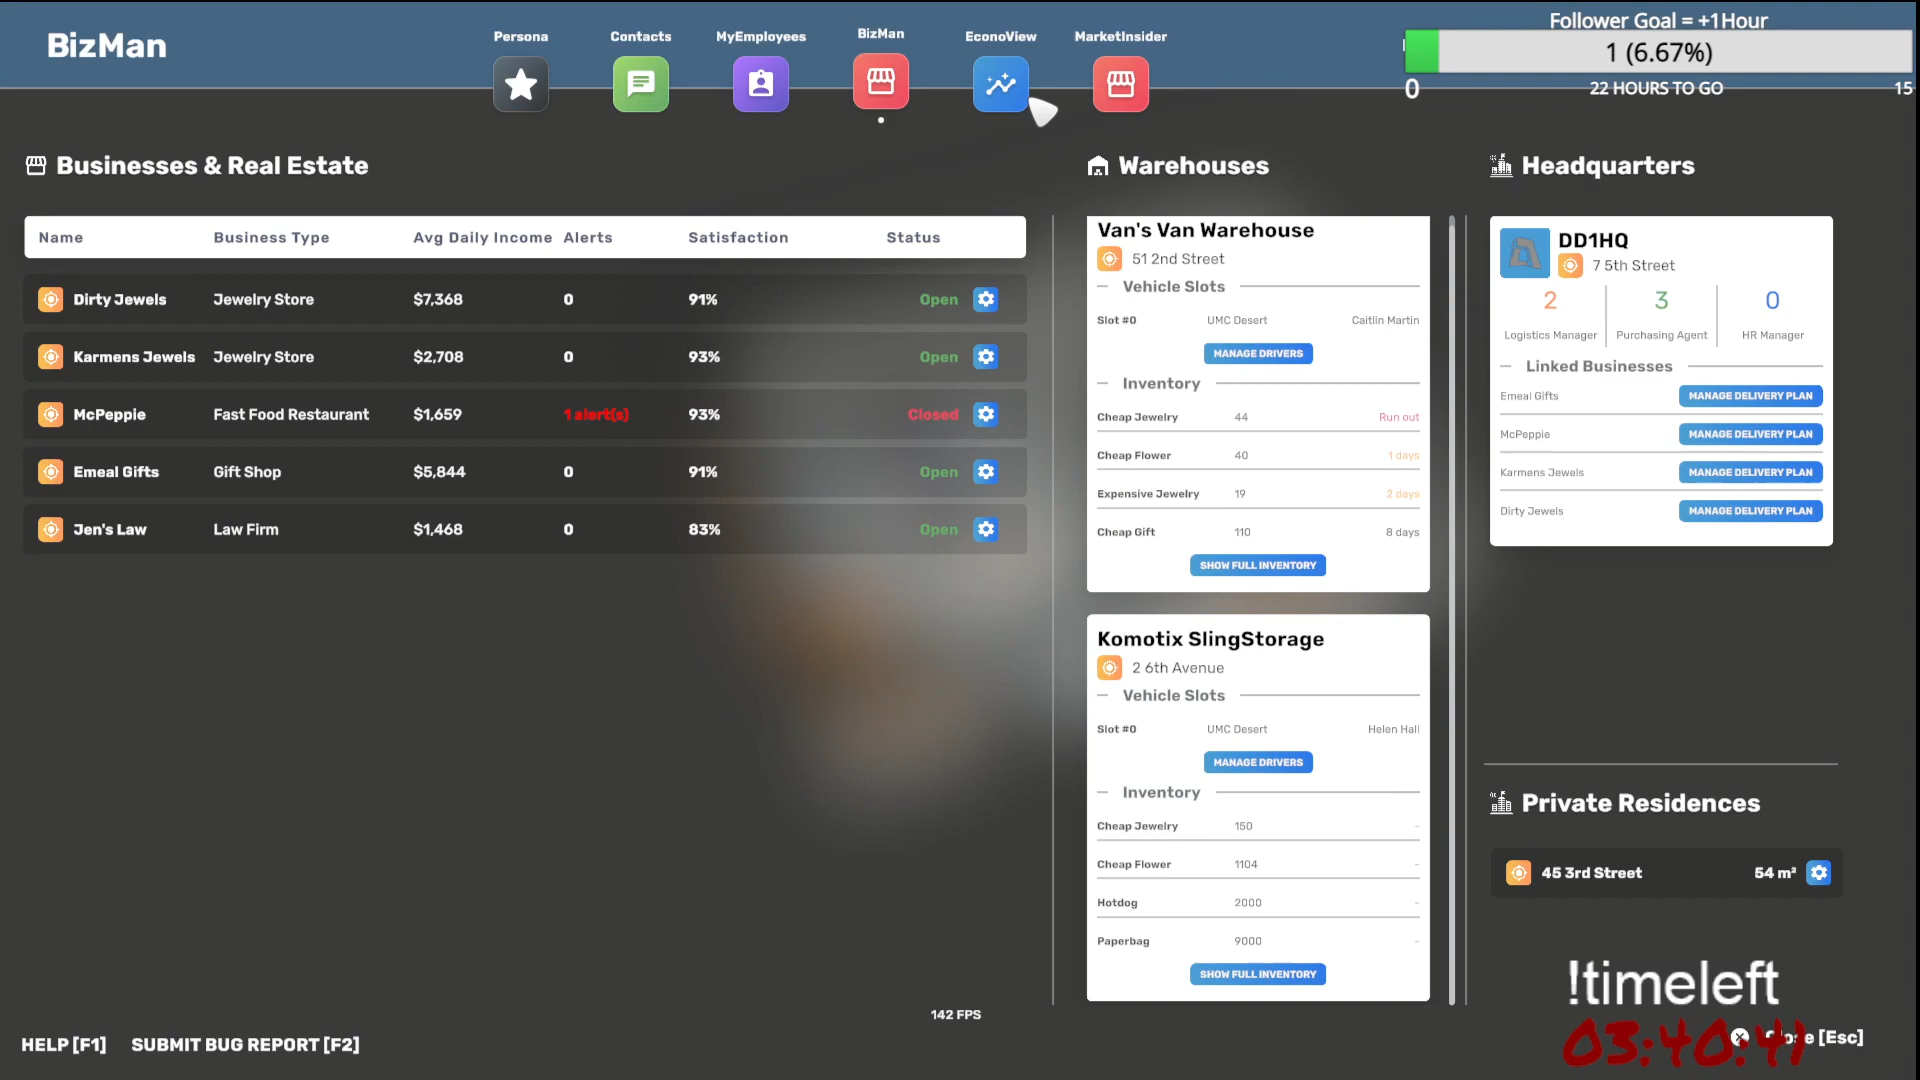 BizMan
Persona
Contacts
MyEmployees
BizMan
EconoView
MarketInsider
Follower Goal = +1Hour
1 (6.67%)
0
22 HOURS TO GO
15
Businesses & Real Estate
Name Business Type Avg Daily Income Alerts Satisfaction Status
Dirty Jewels Jewelry Store $7,368 0 91% Open
Karmens Jewels Jewelry Store $2,708 0 93% Open
McPeppie Fast Food Restaurant $1,659 1 alert(s) 93% Closed
Emeal Gifts Gift Shop $5,844 0 91% Open
Jen's Law Law Firm $1,468 0 83% Open
Warehouses
Van's Van Warehouse
51 2nd Street
Vehicle Slots
Slot #0 UMC Desert Caitlin Martin
MANAGE DRIVERS
Inventory
Cheap Jewelry 44 Run out
Cheap Flower 40 1 days
Expensive Jewelry 19 2 days
Cheap Gift 110 8 days
SHOW FULL INVENTORY
Komotix SlingStorage
2 6th Avenue
Vehicle Slots
Slot #0 UMC Desert Helen Hall
MANAGE DRIVERS
Inventory
Cheap Jewelry 150 -
Cheap Flower 1104 -
Hotdog 2000 -
Paperbag 9000 -
SHOW FULL INVENTORY
Headquarters
DD1HQ
7 5th Street
2 3 0
Logistics Manager Purchasing Agent HR Manager
Linked Businesses
Emeal Gifts MANAGE DELIVERY PLAN
McPeppie MANAGE DELIVERY PLAN
Karmens Jewels MANAGE DELIVERY PLAN
Dirty Jewels MANAGE DELIVERY PLAN
Private Residences
45 3rd Street 54 m²
!timeleft
03:40:41
Close [Esc]
142 FPS
HELP [F1] SUBMIT BUG REPORT [F2]